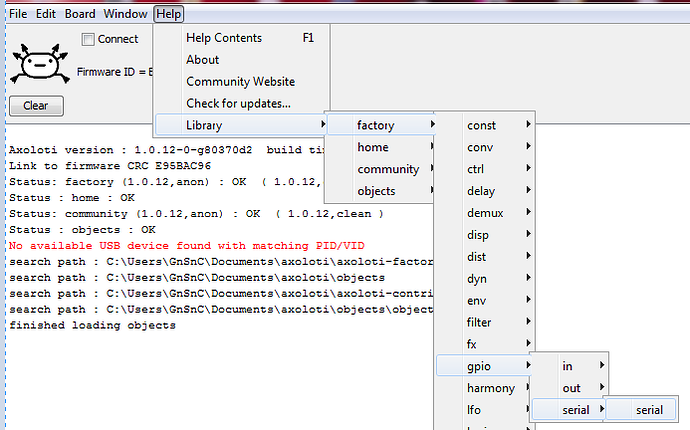 File Edit Board Window Help
Connect
Firmware ID =
Clear
Help Contents F1
About
Community Website
Check for updates...
Library
factory
home
community
objects
const
conv
ctrl
delay
demux
disp
dist
dyn
env
filter
fx
gpio
harmony
lfo
in
out
serial
serial
Axoloti version : 1.0.12-0-g80370d2 build
Link to firmware CRC E95BAC96
Status: factory (1.0.12,anon) : OK ( 1.0.12,
Status : home : OK
Status: community (1.0.12,anon) : OK ( 1.0.12,clean )
Status : objects : OK
No available USB device found with matching PID/VID
search path : C:\Users\GnSnC\Documents\axoloti\axoloti-factor
search path : C:\Users\GnSnC\Documents\axoloti\objects
search path : C:\Users\GnSnC\Documents\axoloti\axoloti-contri
search path : C:\Users\GnSnC\Documents\axoloti\objects\object
finished loading objects